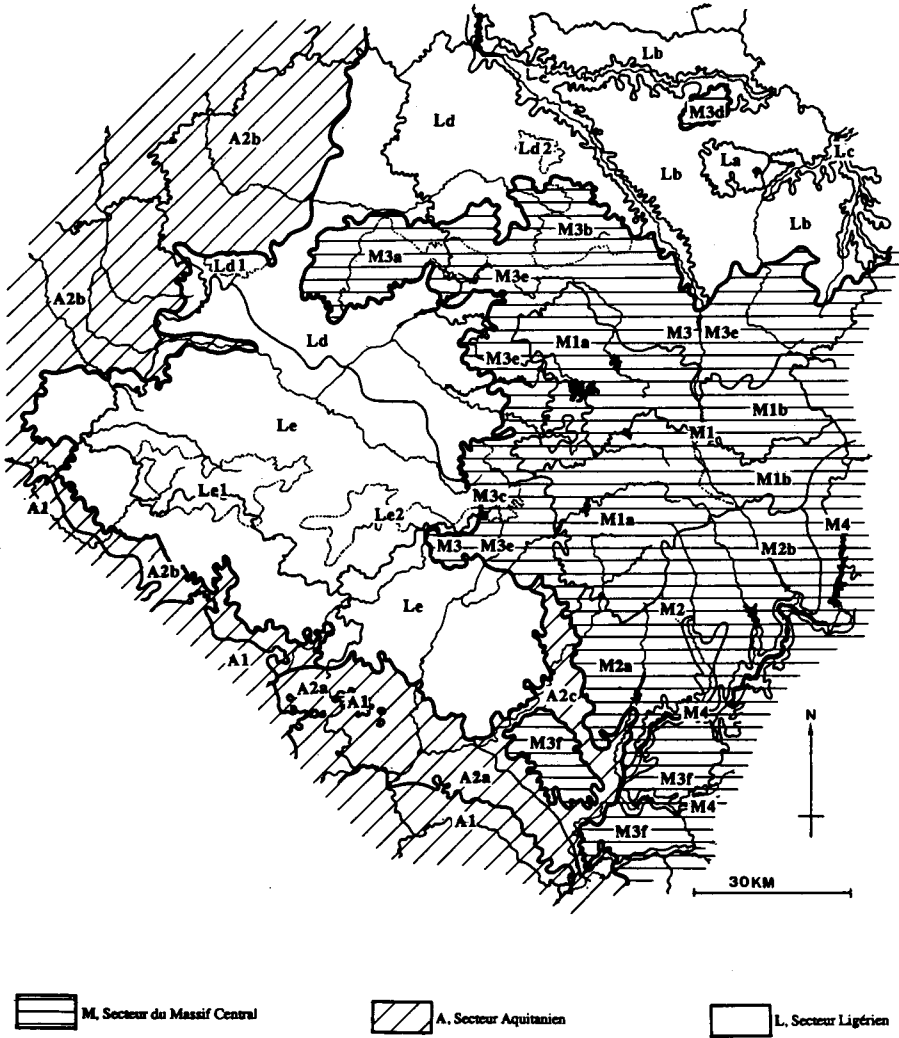 Lb
Lc
M3d
Ld
A2b
Ld2
La
Lc
Lb
Lb
M3b
M3a
Ld1
M3e
A2b
Ld
M1a
M3
M3e
M3e
M1b
Le
M1
M1b
Le1
M3c
A1
Le2
M1a
M4
M3
M3e
M2b
A2b
Le
M2
A1
M2a
A2a
A1
A2c
M4
N
M3f
A2a
M3f
M4
A1
M3f
30KM
M, Secteur du Massif Central
A, Secteur Aquitanien
L, Secteur Ligérien